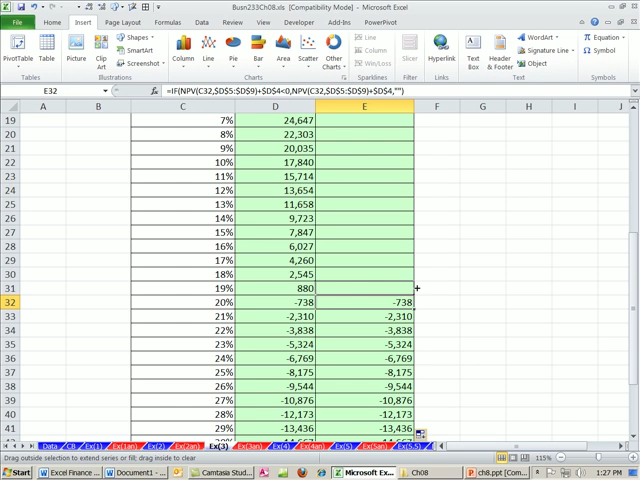 Busn233Ch08.xls [Compatibility Mode] - Microsoft Excel
File Home Insert Page Layout Formulas Data Review View Developer Add-Ins PowerPivot
PivotTable Table Picture Clip Art Shapes SmartArt Screenshot Column Line Pie Bar Area Scatter Other Charts Line Column Win/Loss Slicer Hyperlink Text Box Header & Footer WordArt Signature Line Object Equation Symbol
Tables Illustrations Charts Sparklines Filter Links Text Symbols
E32 fx =IF(NPV(C32,$D$5:$D$9)+$D$4<0,NPV(C32,$D$5:$D$9)+$D$4,"")
A B C D E F G H I J
19 7% 24,647
20 8% 22,303
21 9% 20,035
22 10% 17,840
23 11% 15,714
24 12% 13,654
25 13% 11,658
26 14% 9,723
27 15% 7,847
28 16% 6,027
29 17% 4,260
30 18% 2,545
31 19% 880
32 20% -738 -738
33 21% -2,310 -2,310
34 22% -3,838 -3,838
35 23% -5,324 -5,324
36 24% -6,769 -6,769
37 25% -8,175 -8,175
38 26% -9,544 -9,544
39 27% -10,876 -10,876
40 28% -12,173 -12,173
41 29% -13,436 -13,436
Data CB Ex(1) Ex(1an) Ex(2) Ex(2an) Ex(3) Ex(3an) Ex(4) Ex(4an) Ex(5) Ex(5an) Ex(5.5)
Drag outside selection to extend series or fill; drag inside to clear 115%
Start Excel Finance ... Document1 - ... Camtasia Stud... Microsoft Ex... Ch08 ch8.ppt [Com... 1:27 PM